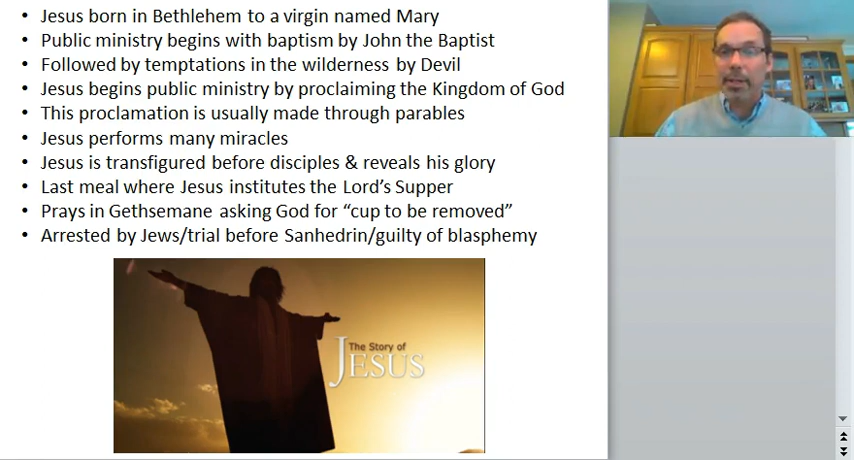 • Jesus born in Bethlehem to a virgin named Mary
• Public ministry begins with baptism by John the Baptist
• Followed by temptations in the wilderness by Devil
• Jesus begins public ministry by proclaiming the Kingdom of God
• This proclamation is usually made through parables
• Jesus performs many miracles
• Jesus is transfigured before disciples & reveals his glory
• Last meal where Jesus institutes the Lord’s Supper
• Prays in Gethsemane asking God for “cup to be removed”
• Arrested by Jews/trial before Sanhedrin/guilty of blasphemy
The Story of
JESUS